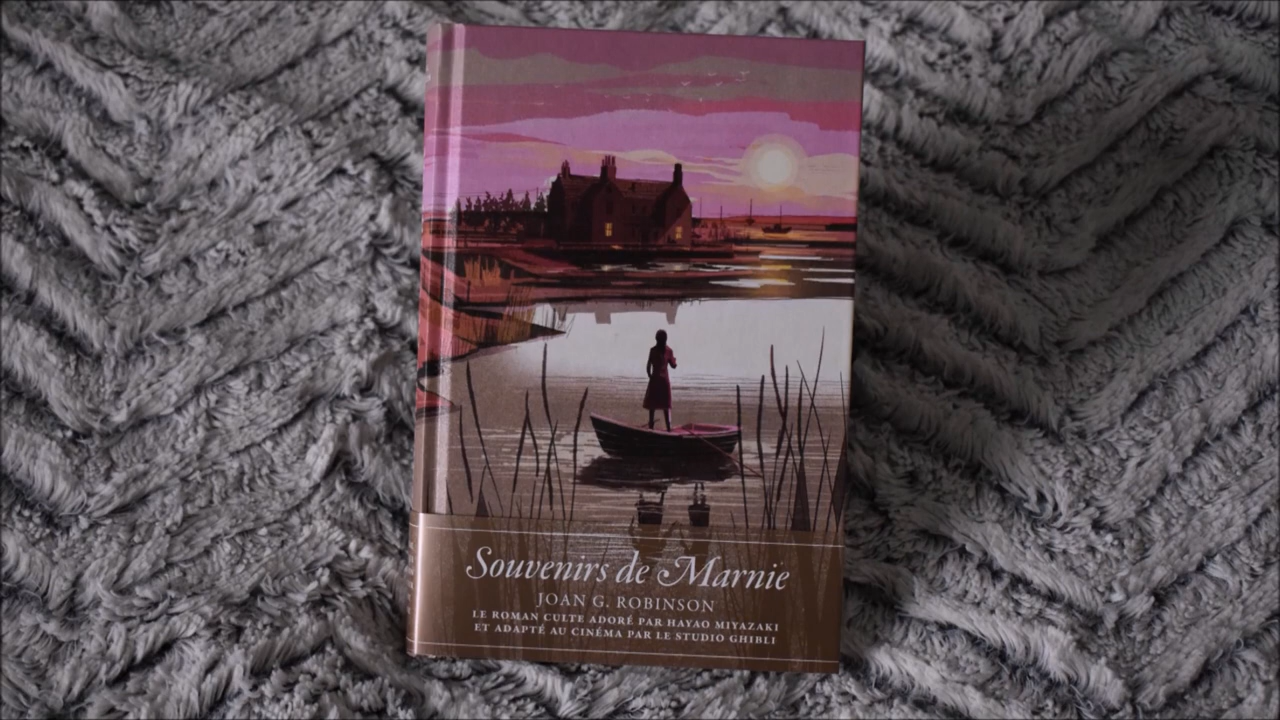 Souvenirs de Marnie
JOAN G. ROBINSON
LE ROMAN CULTE ADORÉ PAR HAYAO MIYAZAKI
ET ADAPTÉ AU CINÉMA PAR LE STUDIO GHIBLI